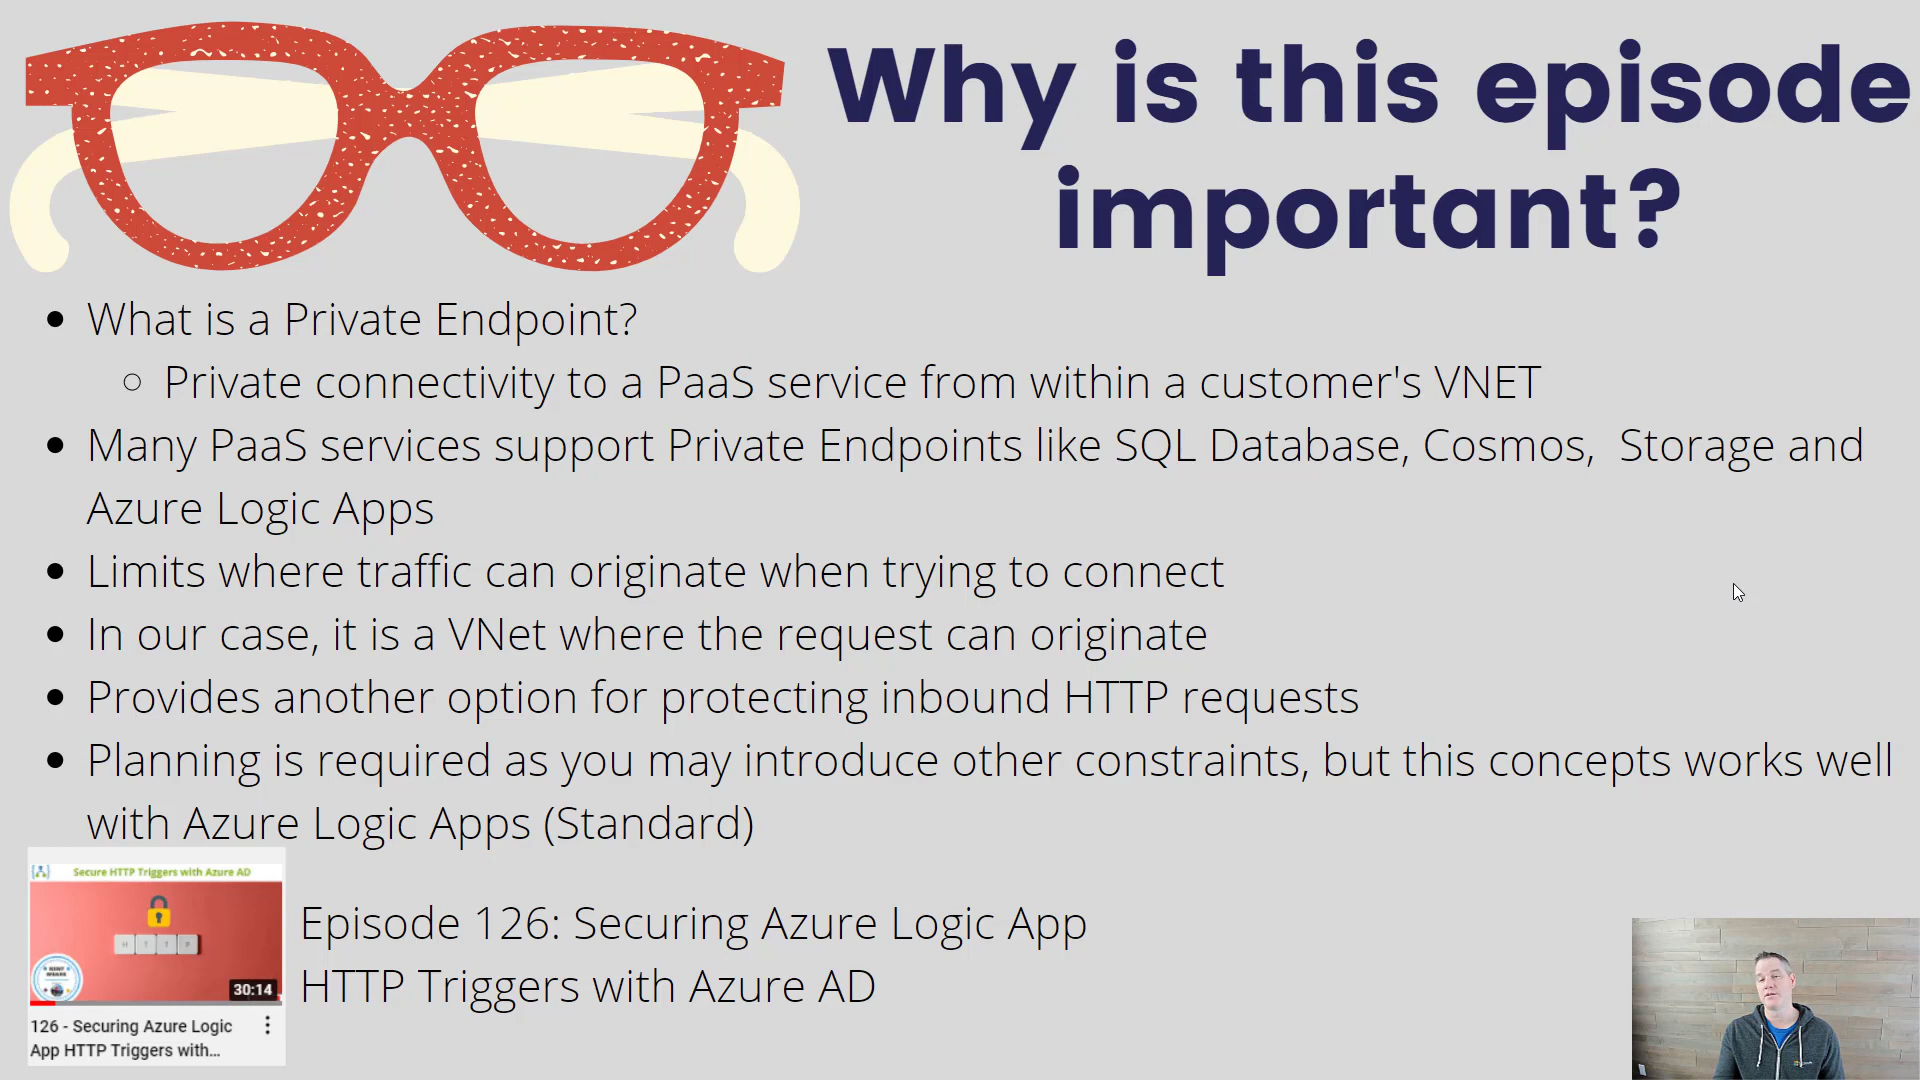 Why is this episode
important?
What is a Private Endpoint?
Private connectivity to a PaaS service from within a customer's VNET
Many PaaS services support Private Endpoints like SQL Database, Cosmos, Storage and
Azure Logic Apps
Limits where traffic can originate when trying to connect
In our case, it is a VNet where the request can originate
Provides another option for protecting inbound HTTP requests
Planning is required as you may introduce other constraints, but this concepts works well
with Azure Logic Apps (Standard)
Secure HTTP Triggers with Azure AD
H T T P
30:14
126 - Securing Azure Logic
App HTTP Triggers with...
Episode 126: Securing Azure Logic App
HTTP Triggers with Azure AD